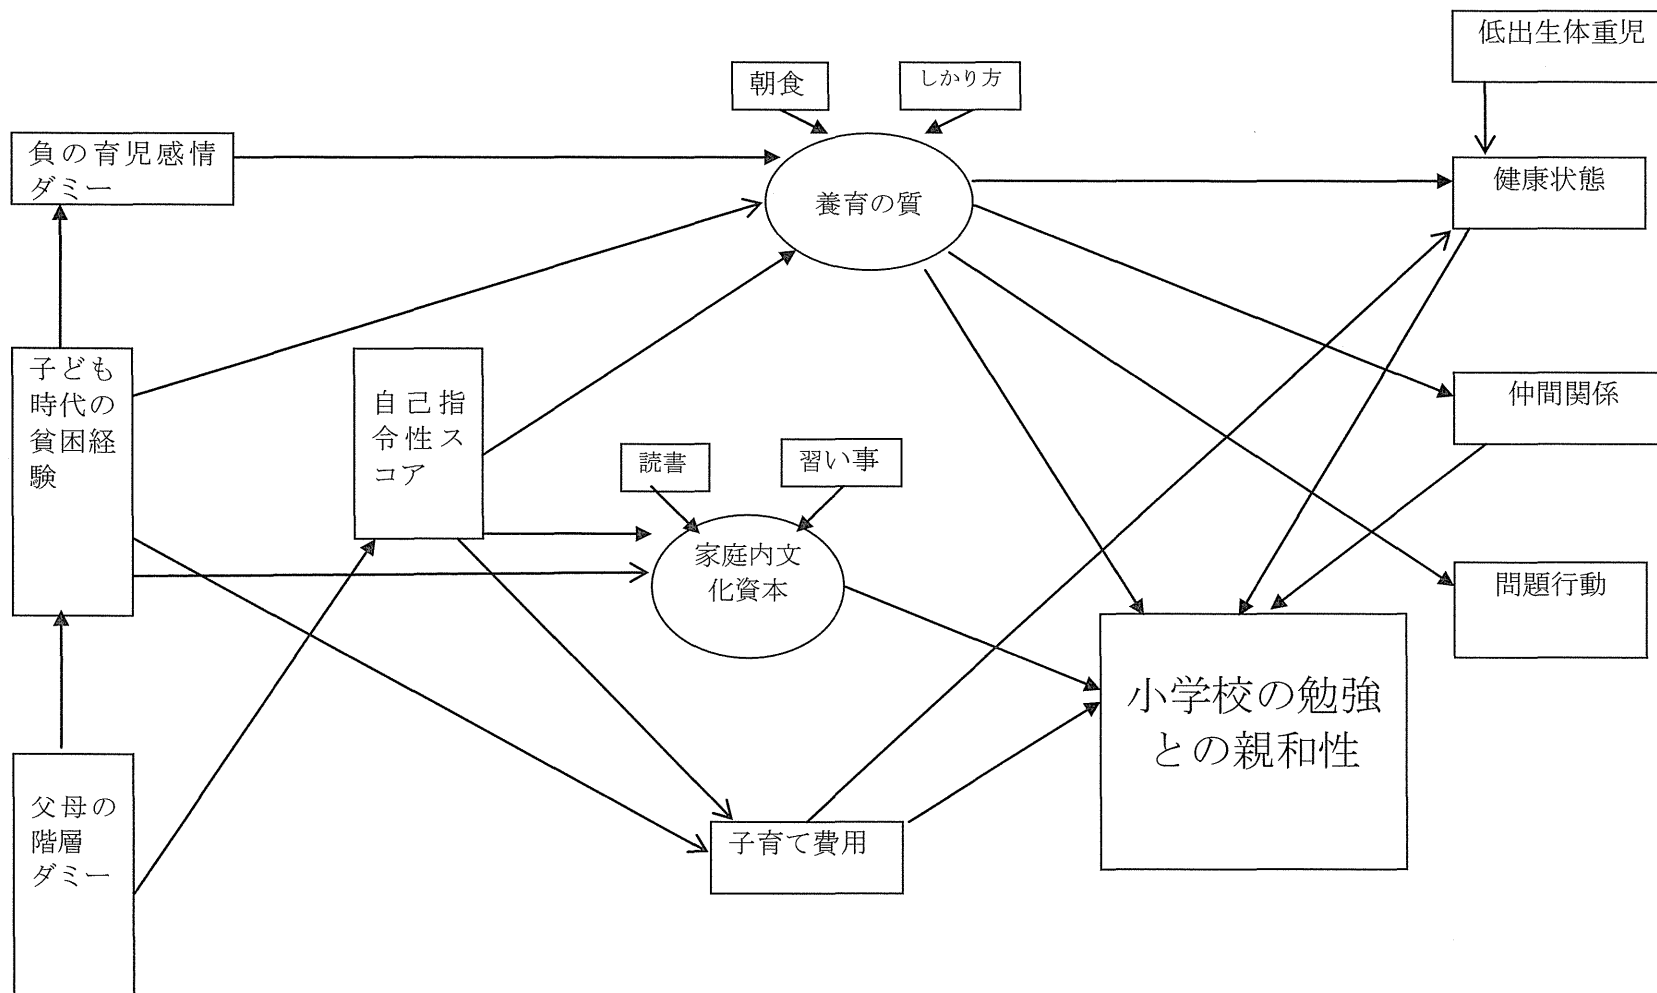 低出生体重児
朝食
しかり方
負の育児感情
ダミー
養育の質
健康状態
子ども
時代の
貧困経
験
自己指
令性ス
コア
仲間関係
読書
習い事
家庭内文
化資本
問題行動
小学校の勉強
との親和性
父母の
階層
ダミー
子育て費用